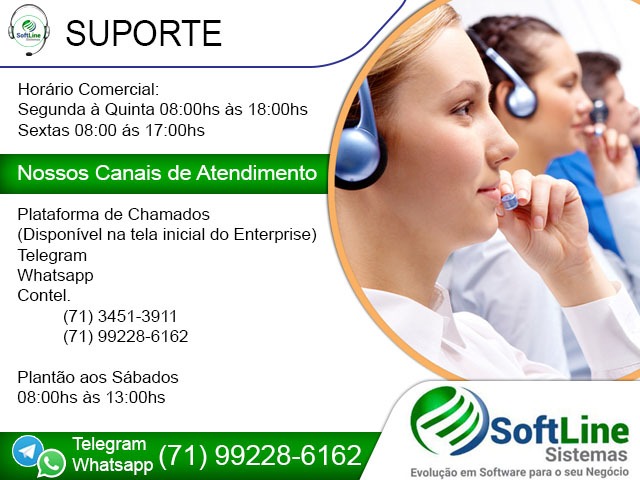 SoftLine
SUPORTE
Horário Comercial:
Segunda à Quinta 08:00hs às 18:00hs
Sextas 08:00 ás 17:00hs
Nossos Canais de Atendimento
Plataforma de Chamados
(Disponível na tela inicial do Enterprise)
Telegram
Whatsapp
Contel.
(71) 3451-3911
(71) 99228-6162
Plantão aos Sábados
08:00hs às 13:00hs
Telegram
Whatsapp
(71) 99228-6162
SoftLine
Sistemas
Evolução em Software para o seu Negócio